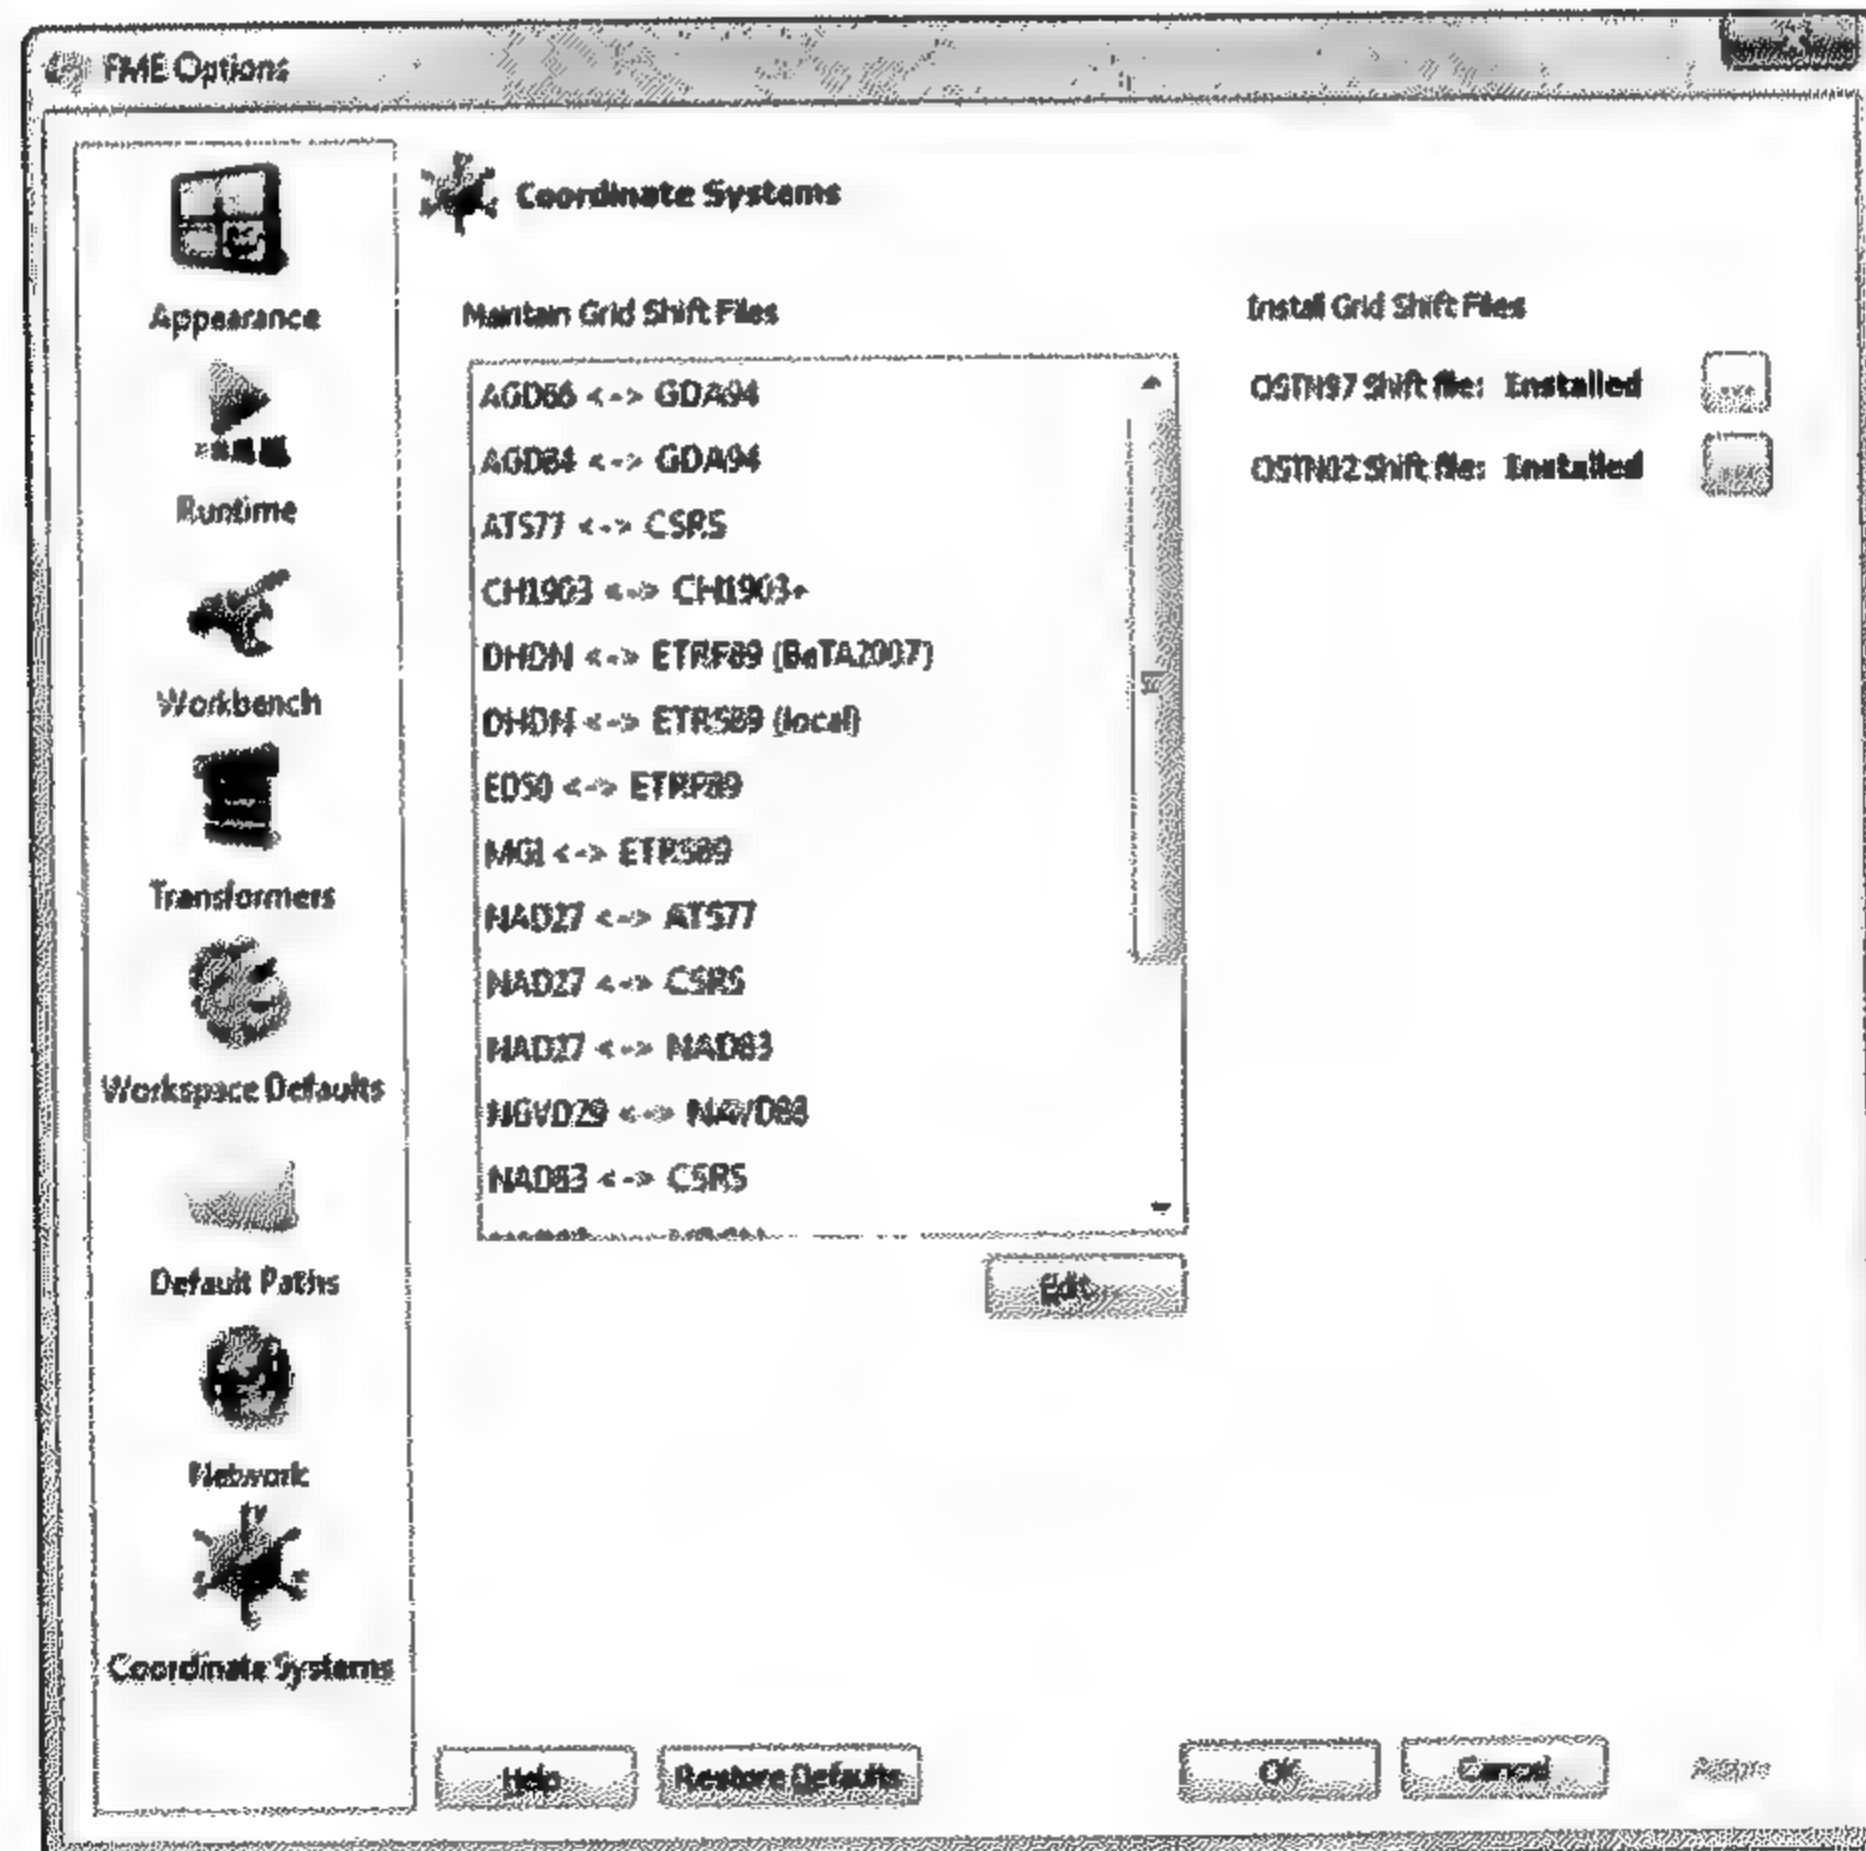 FME Options
Coordinate Systems
Appearance
Runtime
Workbench
Transformers
Workspace Defaults
Default Paths
Network
Coordinate Systems
Maintain Grid Shift Files
AGD66 <-> GDA94
AGD84 <-> GDA94
ATS77 <-> CSRS
CH1903 <-> CH1903+
DHDN <-> ETRF89 (BeTA2007)
DHDN <-> ETRS89 (local)
ED50 <-> ETRF89
MGI <-> ETRS89
NAD27 <-> ATS77
NAD27 <-> CSRS
NAD27 <-> NAD83
NGVD29 <-> NAVD88
NAD83 <-> CSRS
Edit...
Install Grid Shift Files
OSTN97 Shift file: Installed ...
OSTN02 Shift file: Installed ...
Help
Restore Defaults
OK
Cancel
Apply